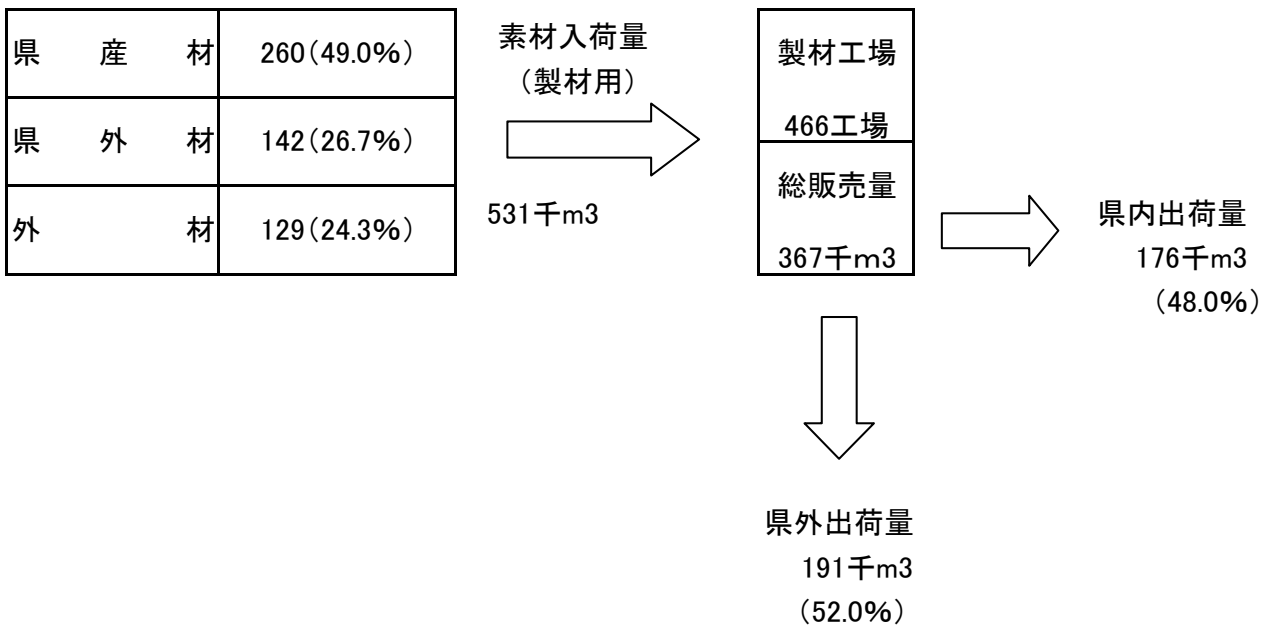 県産材 260(49.0%)
県外材 142(26.7%)
外材 129(24.3%)
素材入荷量
(製材用)
531千m3
製材工場
466工場
総販売量
367千m3
県内出荷量
176千m3
(48.0%)
県外出荷量
191千m3
(52.0%)